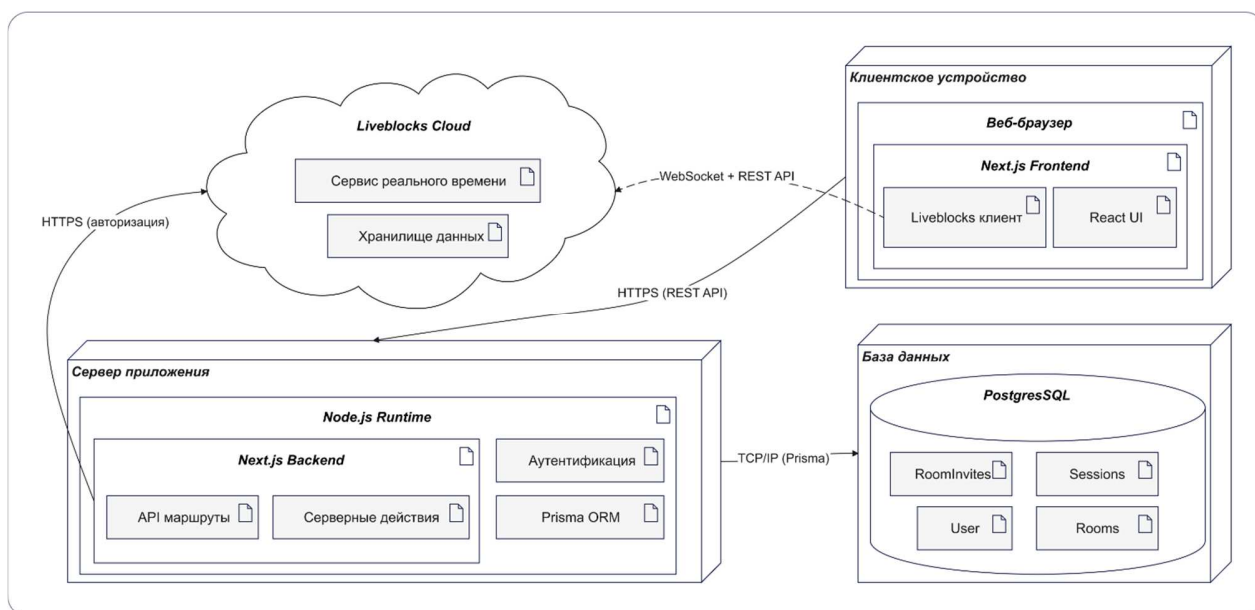 Клиентское устройство
Веб-браузер
Next.js Frontend
Liveblocks клиент
React UI
Liveblocks Cloud
Сервис реального времени
Хранилище данных
WebSocket + REST API
HTTPS (авторизация)
HTTPS (REST API)
Сервер приложения
Node.js Runtime
Next.js Backend
API маршруты
Серверные действия
Аутентификация
Prisma ORM
TCP/IP (Prisma)
База данных
PostgresSQL
RoomInvites
Sessions
User
Rooms